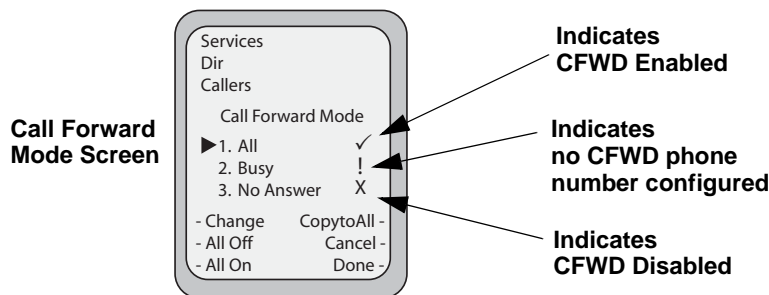 Call Forward
Mode Screen
Services
Dir
Callers
Call Forward Mode
▶1. All ✓
2. Busy !
3. No Answer X
- Change CopytoAll -
- All Off Cancel -
- All On Done -
Indicates
CFWD Enabled
Indicates
no CFWD phone
number configured
Indicates
CFWD Disabled